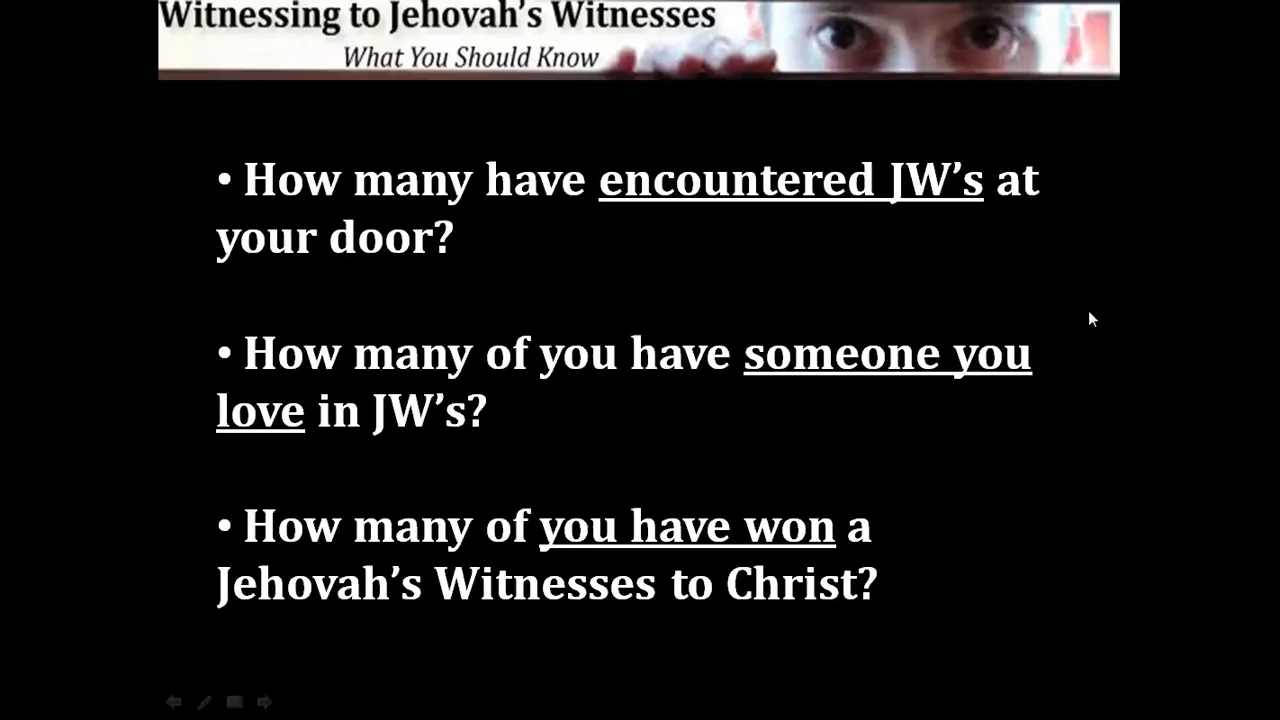 Witnessing to Jehovah's Witnesses
What You Should Know
• How many have encountered JW's at
your door?
• How many of you have someone you
love in JW's?
• How many of you have won a
Jehovah's Witnesses to Christ?